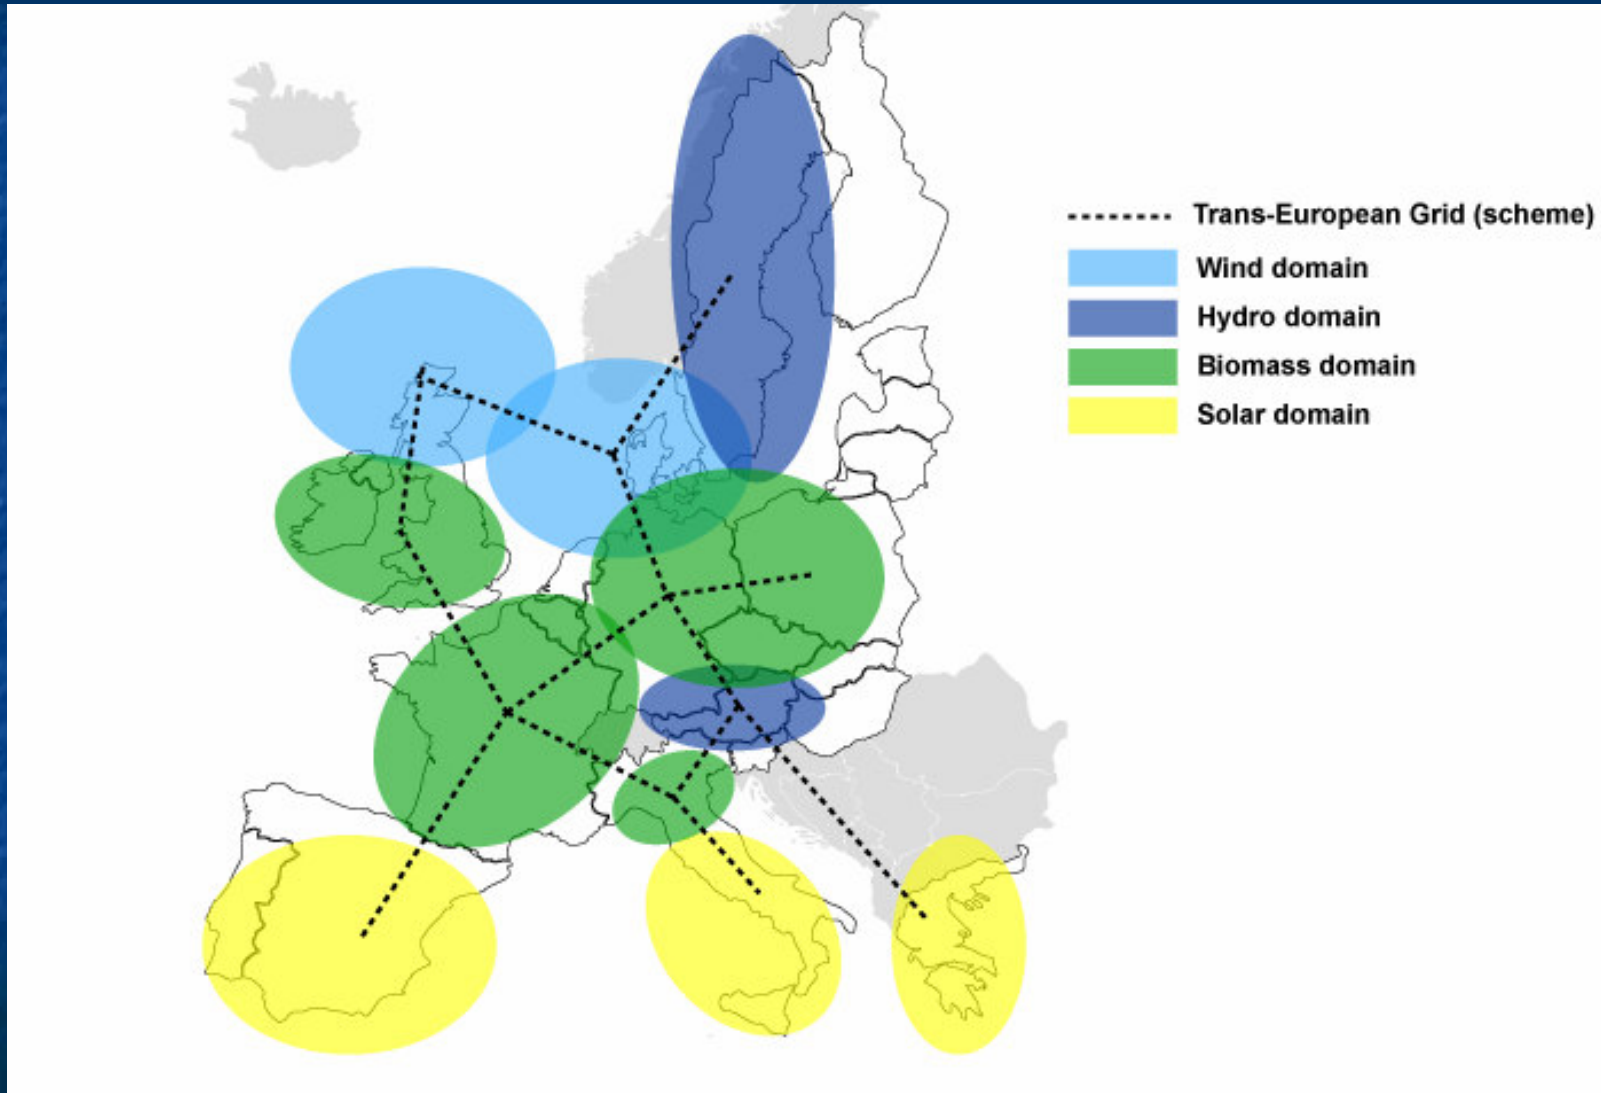 Trans-European Grid (scheme)
Wind domain
Hydro domain
Biomass domain
Solar domain